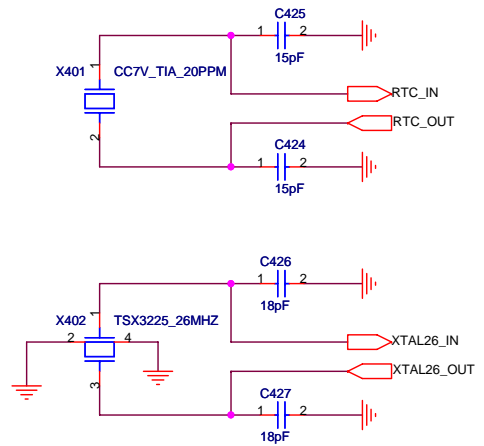 C425
1 2
15pF
X401 CC7V_TIA_20PPM
1
RTC_IN
RTC_OUT
2
C424
1 2
15pF
C426
1 2
18pF
X402 TSX3225_26MHZ
1
2 4
XTAL26_IN
XTAL26_OUT
3
C427
1 2
18pF